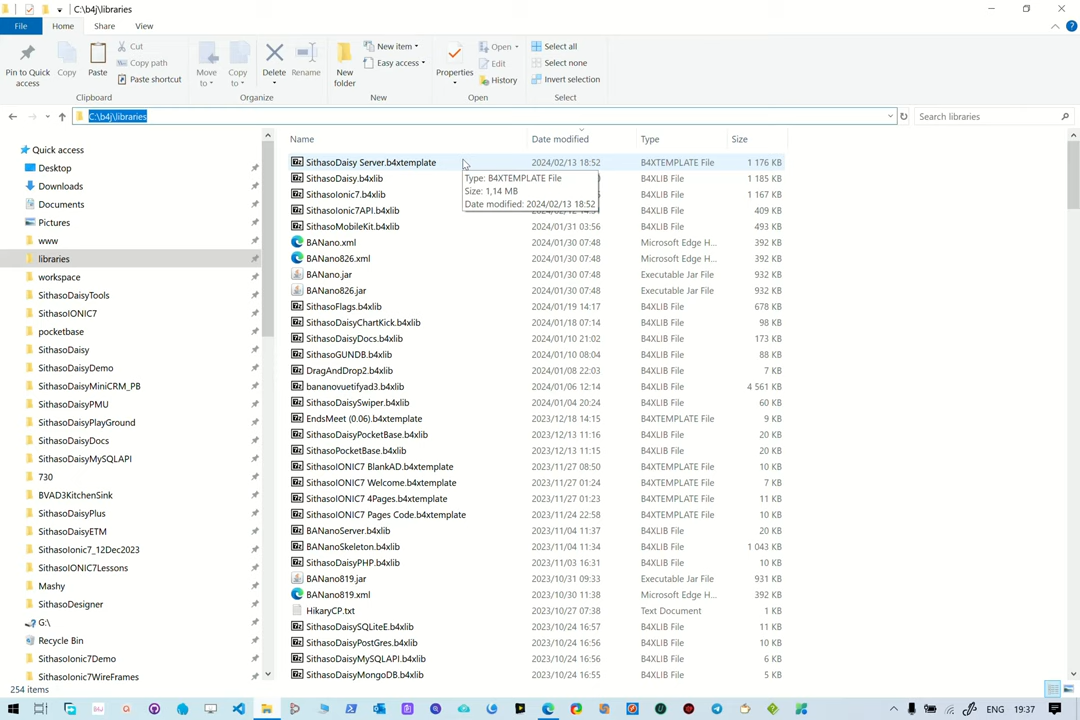 C:\b4j\libraries
File
Home
Share
View
Pin to Quick access
Copy
Paste
Cut
Copy path
Paste shortcut
Clipboard
Move to
Copy to
Delete
Rename
Organize
New folder
New item
Easy access
New
Properties
Open
Edit
History
Open
Select all
Select none
Invert selection
Select
C:\b4j\libraries
Search libraries
Quick access
Desktop
Downloads
Documents
Pictures
www
libraries
workspace
SithasoDaisyTools
SithasoIONIC7
pocketbase
SithasoDaisy
SithasoDaisyDemo
SithasoDaisyMiniCRM_PB
SithasoDaisyPMU
SithasoDaisyPlayGround
SithasoDaisyDocs
SithasoDaisyMySQLAPI
730
BVAD3KitchenSink
SithasoDaisyPlus
SithasoDaisyETM
SithasoIonic7_12Dec2023
SithasoIONIC7Lessons
Mashy
SithasoDesigner
G:\
Recycle Bin
SithasoIonic7Demo
SithasoIonic7WireFrames
Name Date modified Type Size
SithasoDaisy Server.b4xtemplate 2024/02/13 18:52 B4XTEMPLATE File 1 176 KB
SithasoDaisy.b4xlib B4XLIB File 1 185 KB
SithasoIonic7.b4xlib B4XLIB File 1 167 KB
SithasoIonic7API.b4xlib B4XLIB File 409 KB
Type: B4XTEMPLATE File
Size: 1,14 MB
Date modified: 2024/02/13 18:52
SithasoMobileKit.b4xlib 2024/01/31 03:56 B4XLIB File 493 KB
BANano.xml 2024/01/30 07:48 Microsoft Edge H... 392 KB
BANano826.xml 2024/01/30 07:48 Microsoft Edge H... 392 KB
BANano.jar 2024/01/30 07:48 Executable Jar File 932 KB
BANano826.jar 2024/01/30 07:48 Executable Jar File 932 KB
SithasoFlags.b4xlib 2024/01/19 14:17 B4XLIB File 678 KB
SithasoDaisyChartKick.b4xlib 2024/01/18 07:14 B4XLIB File 98 KB
SithasoDaisyDocs.b4xlib 2024/01/10 21:02 B4XLIB File 173 KB
SithasoGUNDB.b4xlib 2024/01/10 08:04 B4XLIB File 88 KB
DragAndDrop2.b4xlib 2024/01/08 22:03 B4XLIB File 7 KB
bananovuetifyad3.b4xlib 2024/01/06 12:14 B4XLIB File 4 561 KB
SithasoDaisySwiper.b4xlib 2024/01/04 20:24 B4XLIB File 60 KB
EndsMeet (0.06).b4xtemplate 2023/12/18 14:15 B4XTEMPLATE File 9 KB
SithasoDaisyPocketBase.b4xlib 2023/12/13 11:16 B4XLIB File 20 KB
SithasoPocketBase.b4xlib 2023/12/13 11:15 B4XLIB File 20 KB
SithasoIONIC7 BlankAD.b4xtemplate 2023/11/27 08:50 B4XTEMPLATE File 10 KB
SithasoIONIC7 Welcome.b4xtemplate 2023/11/27 01:24 B4XTEMPLATE File 7 KB
SithasoIONIC7 4Pages.b4xtemplate 2023/11/27 01:23 B4XTEMPLATE File 11 KB
SithasoIONIC7 Pages Code.b4xtemplate 2023/11/24 22:58 B4XTEMPLATE File 10 KB
BANanoServer.b4xlib 2023/11/04 11:37 B4XLIB File 20 KB
BANanoSkeleton.b4xlib 2023/11/04 11:34 B4XLIB File 1 043 KB
SithasoDaisyPHP.b4xlib 2023/11/03 16:31 B4XLIB File 10 KB
BANano819.jar 2023/10/31 09:33 Executable Jar File 931 KB
BANano819.xml 2023/10/30 11:38 Microsoft Edge H... 392 KB
HikaryCP.txt 2023/10/27 07:38 Text Document 1 KB
SithasoDaisySQLiteE.b4xlib 2023/10/24 16:57 B4XLIB File 11 KB
SithasoDaisyPostGres.b4xlib 2023/10/24 16:56 B4XLIB File 10 KB
SithasoDaisyMySQLAPI.b4xlib 2023/10/24 16:56 B4XLIB File 6 KB
SithasoDaisyMongoDB.b4xlib 2023/10/24 16:55 B4XLIB File 5 KB
254 items
ENG 19:37